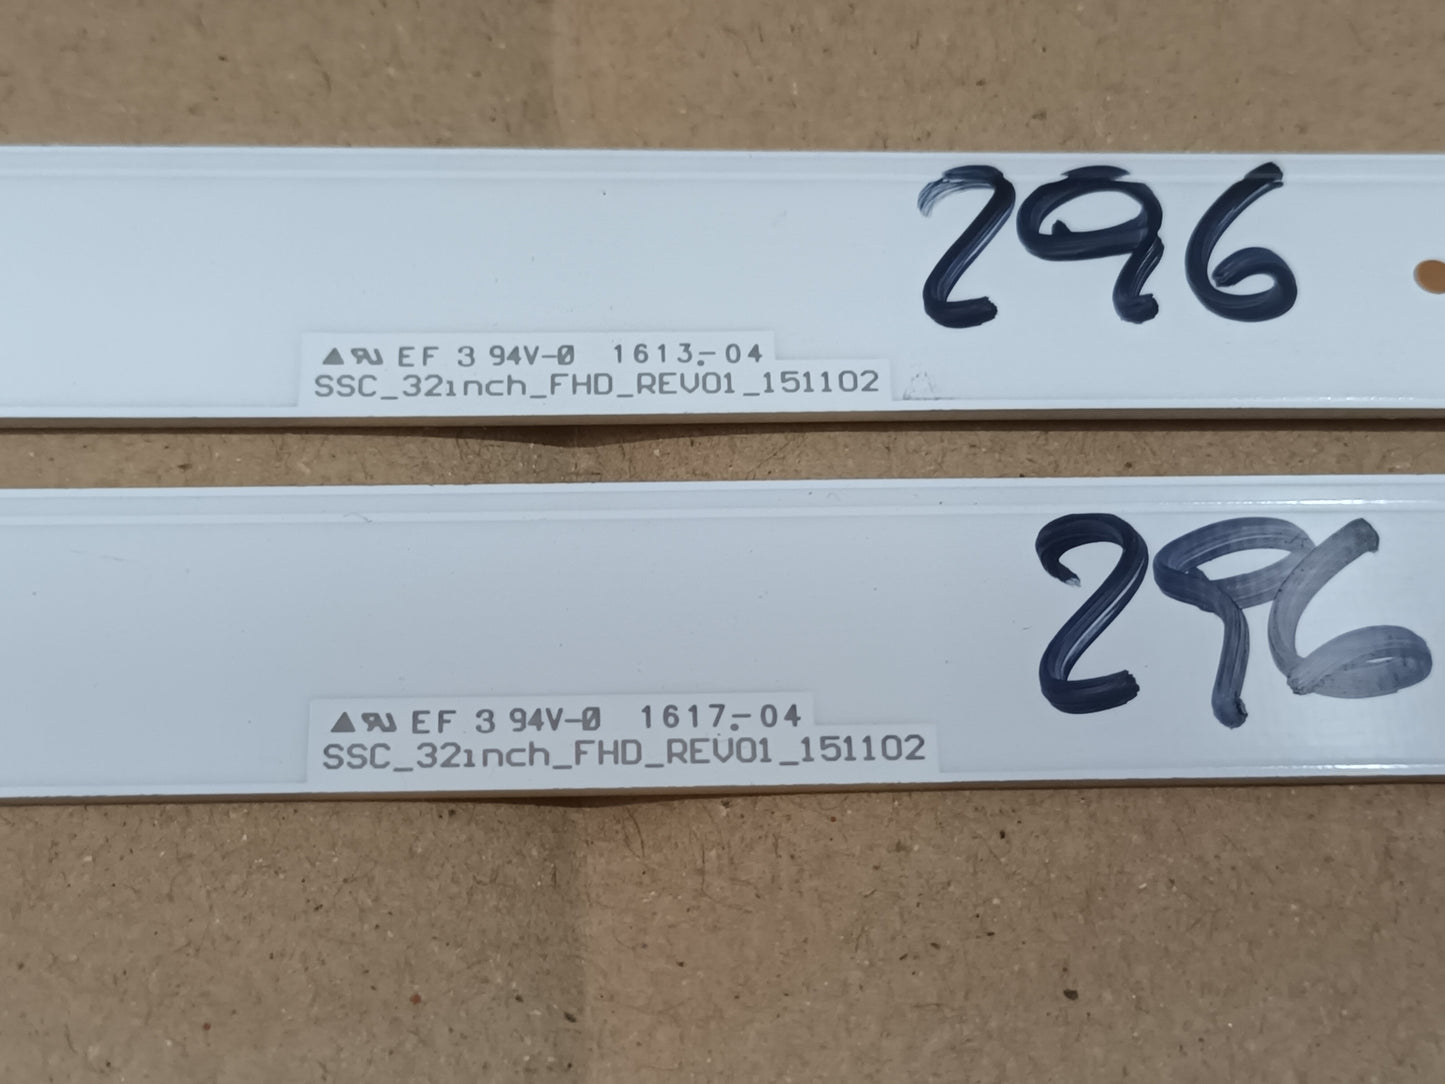 296
EF 3 94V-0 1613.-04
SSC_32inch_FHD_REV01_151102
296
EF 3 94V-0 1617.-04
SSC_32inch_FHD_REV01_151102